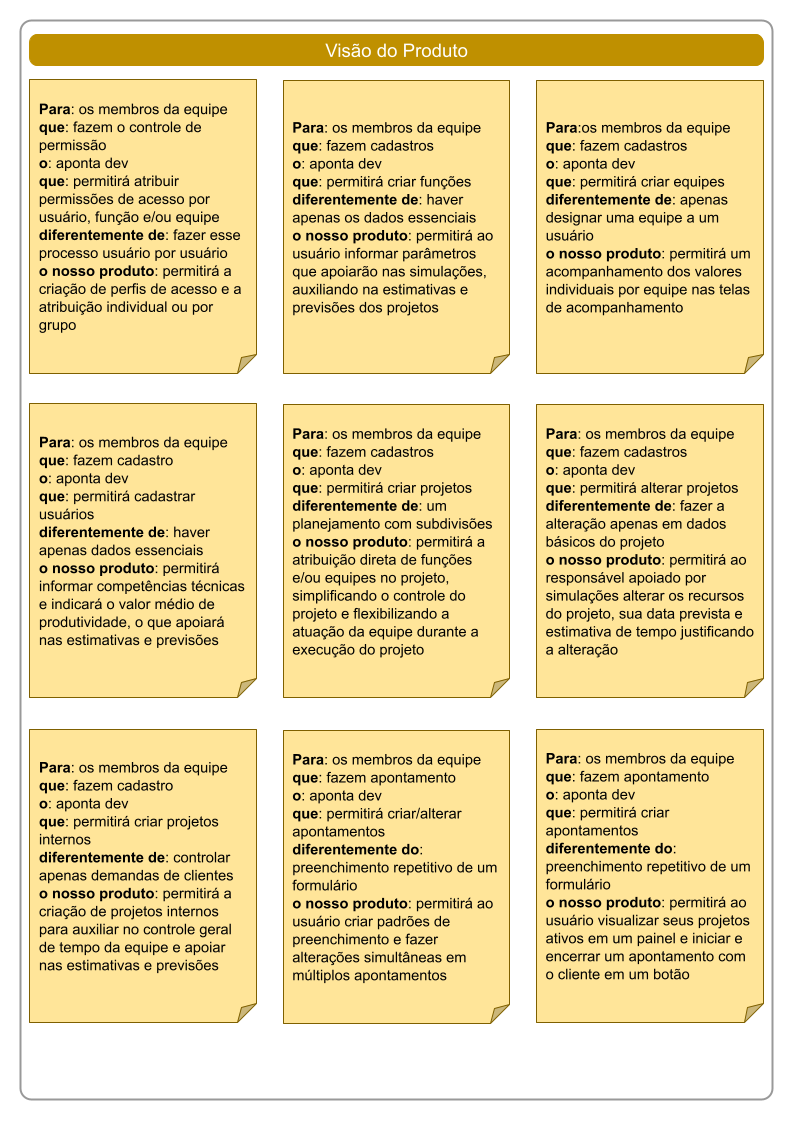 Visão do Produto
Para: os membros da equipe
que: fazem o controle de
permissão
o: aponta dev
que: permitirá atribuir
permissões de acesso por
usuário, função e/ou equipe
diferentemente de: fazer esse
processo usuário por usuário
o nosso produto: permitirá a
criação de perfis de acesso e a
atribuição individual ou por
grupo
Para: os membros da equipe
que: fazem cadastros
o: aponta dev
que: permitirá criar funções
diferentemente de: haver
apenas os dados essenciais
o nosso produto: permitirá ao
usuário informar parâmetros
que apoiarão nas simulações,
auxiliando na estimativas e
previsões dos projetos
Para:os membros da equipe
que: fazem cadastros
o: aponta dev
que: permitirá criar equipes
diferentemente de: apenas
designar uma equipe a um
usuário
o nosso produto: permitirá um
acompanhamento dos valores
individuais por equipe nas telas
de acompanhamento
Para: os membros da equipe
que: fazem cadastro
o: aponta dev
que: permitirá cadastrar
usuários
diferentemente de: haver
apenas dados essenciais
o nosso produto: permitirá
informar competências técnicas
e indicará o valor médio de
produtividade, o que apoiará
nas estimativas e previsões
Para: os membros da equipe
que: fazem cadastros
o: aponta dev
que: permitirá criar projetos
diferentemente de: um
planejamento com subdivisões
o nosso produto: permitirá a
atribuição direta de funções
e/ou equipes no projeto,
simplificando o controle do
projeto e flexibilizando a
atuação da equipe durante a
execução do projeto
Para: os membros da equipe
que: fazem cadastros
o: aponta dev
que: permitirá alterar projetos
diferentemente de: fazer a
alteração apenas em dados
básicos do projeto
o nosso produto: permitirá ao
responsável apoiado por
simulações alterar os recursos
do projeto, sua data prevista e
estimativa de tempo justificando
a alteração
Para: os membros da equipe
que: fazem cadastro
o: aponta dev
que: permitirá criar projetos
internos
diferentemente de: controlar
apenas demandas de clientes
o nosso produto: permitirá a
criação de projetos internos
para auxiliar no controle geral
de tempo da equipe e apoiar
nas estimativas e previsões
Para: os membros da equipe
que: fazem apontamento
o: aponta dev
que: permitirá criar/alterar
apontamentos
diferentemente do:
preenchimento repetitivo de um
formulário
o nosso produto: permitirá ao
usuário criar padrões de
preenchimento e fazer
alterações simultâneas em
múltiplos apontamentos
Para: os membros da equipe
que: fazem apontamento
o: aponta dev
que: permitirá criar
apontamentos
diferentemente do:
preenchimento repetitivo de um
formulário
o nosso produto: permitirá ao
usuário visualizar seus projetos
ativos em um painel e iniciar e
encerrar um apontamento com
o cliente em um botão